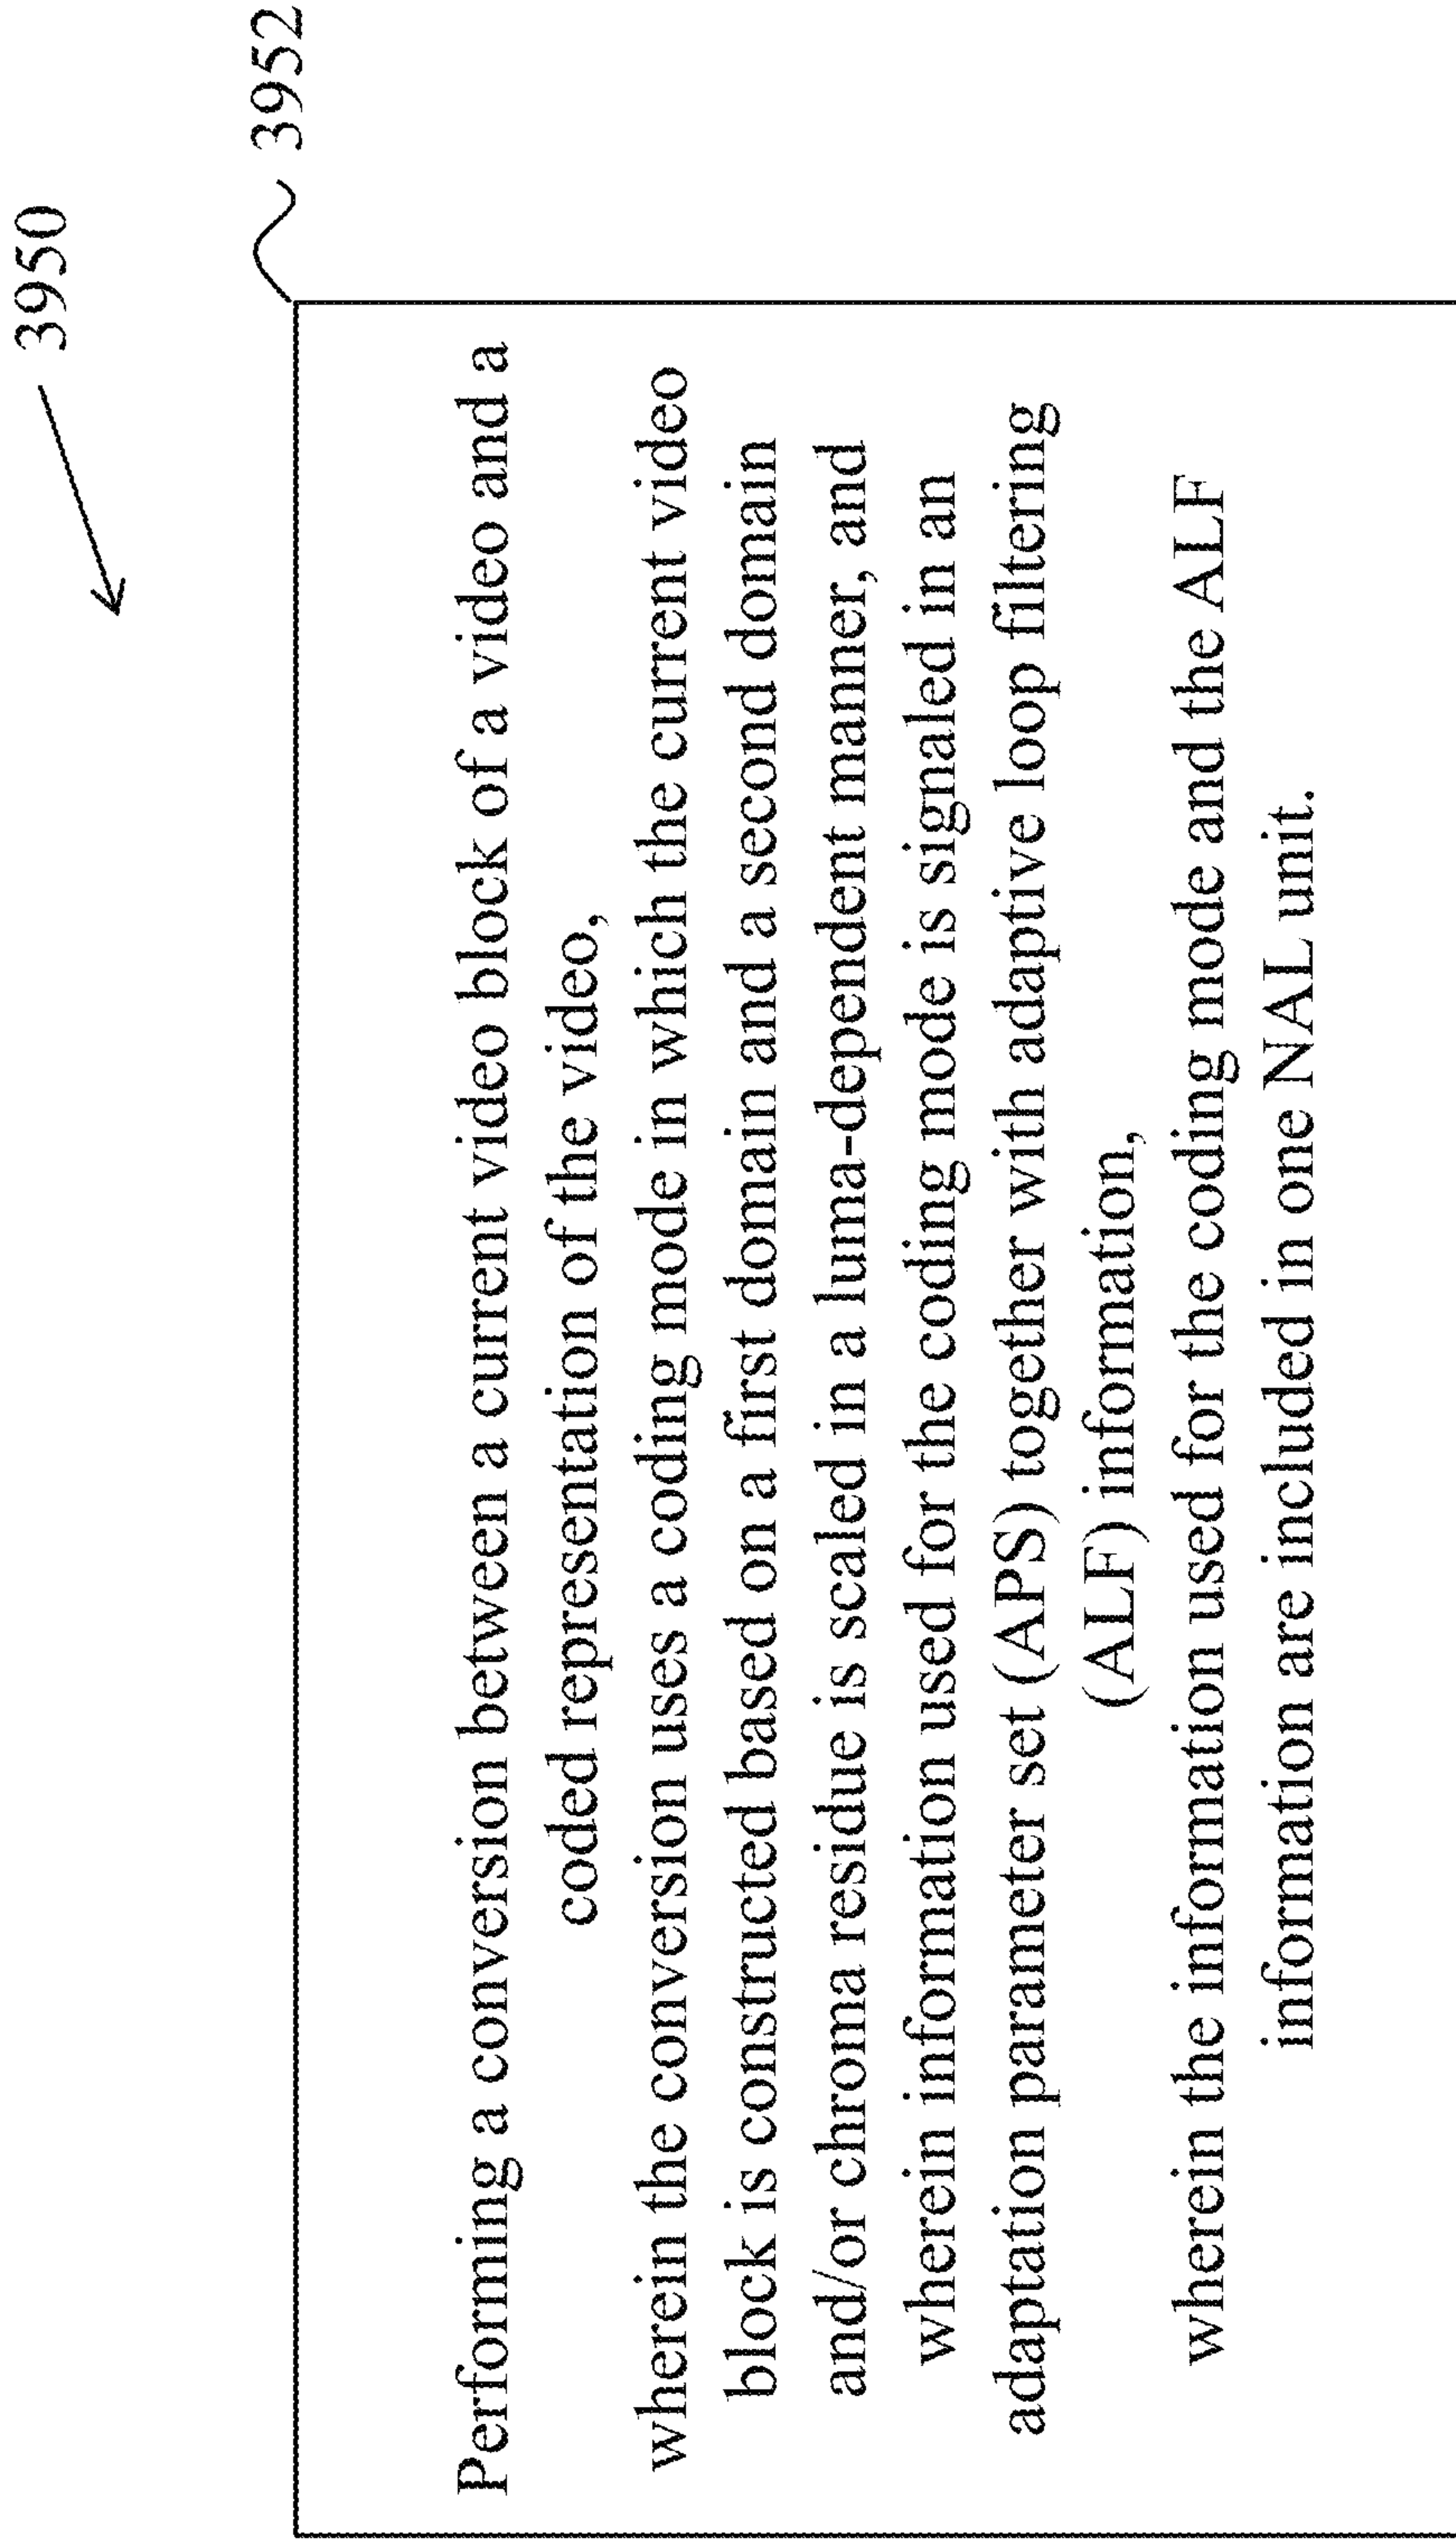 3950
3952
Performing a conversion between a current video block of a video and a
coded representation of the video,
wherein the conversion uses a coding mode in which the current video
block is constructed based on a first domain and a second domain
and/or chroma residue is scaled in a luma-dependent manner, and
wherein information used for the coding mode is signaled in an
adaptation parameter set (APS) together with adaptive loop filtering
(ALF) information,
wherein the information used for the coding mode and the ALF
information are included in one NAL unit.